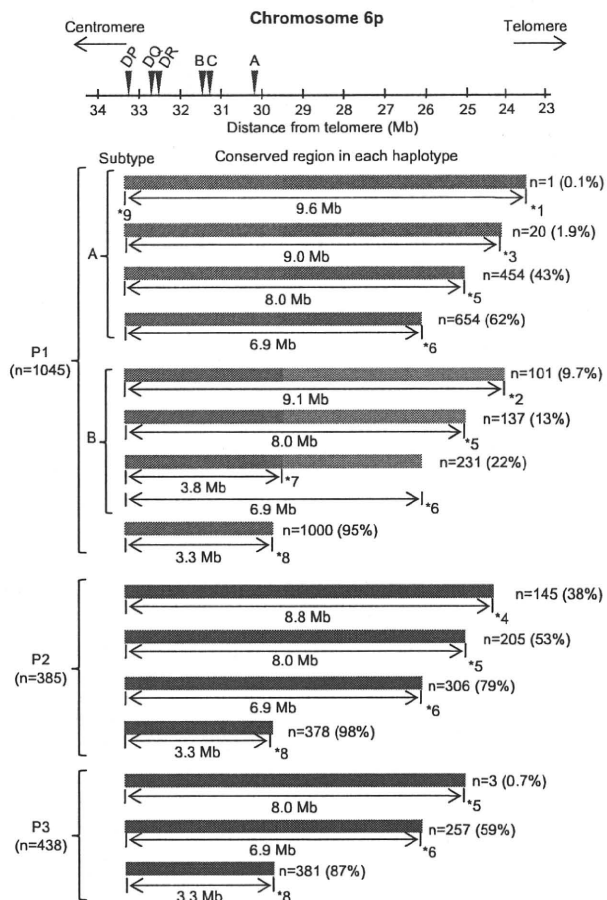 Chromosome 6p
Centromere Telomere
DP DQ DR B C A
34 33 32 31 30 29 28 27 26 25 24 23
Distance from telomere (Mb)
Subtype Conserved region in each haplotype
P1
(n=1045)
A
n=1 (0.1%)
*9 9.6 Mb *1
n=20 (1.9%)
9.0 Mb *3
n=454 (43%)
8.0 Mb *5
n=654 (62%)
6.9 Mb *6
B
n=101 (9.7%)
9.1 Mb *2
n=137 (13%)
8.0 Mb *5
n=231 (22%)
3.8 Mb *7
6.9 Mb *6
n=1000 (95%)
3.3 Mb *8
P2
(n=385)
n=145 (38%)
8.8 Mb *4
n=205 (53%)
8.0 Mb *5
n=306 (79%)
6.9 Mb *6
n=378 (98%)
3.3 Mb *8
P3
(n=438)
n=3 (0.7%)
8.0 Mb *5
n=257 (59%)
6.9 Mb *6
n=381 (87%)
3.3 Mb *8